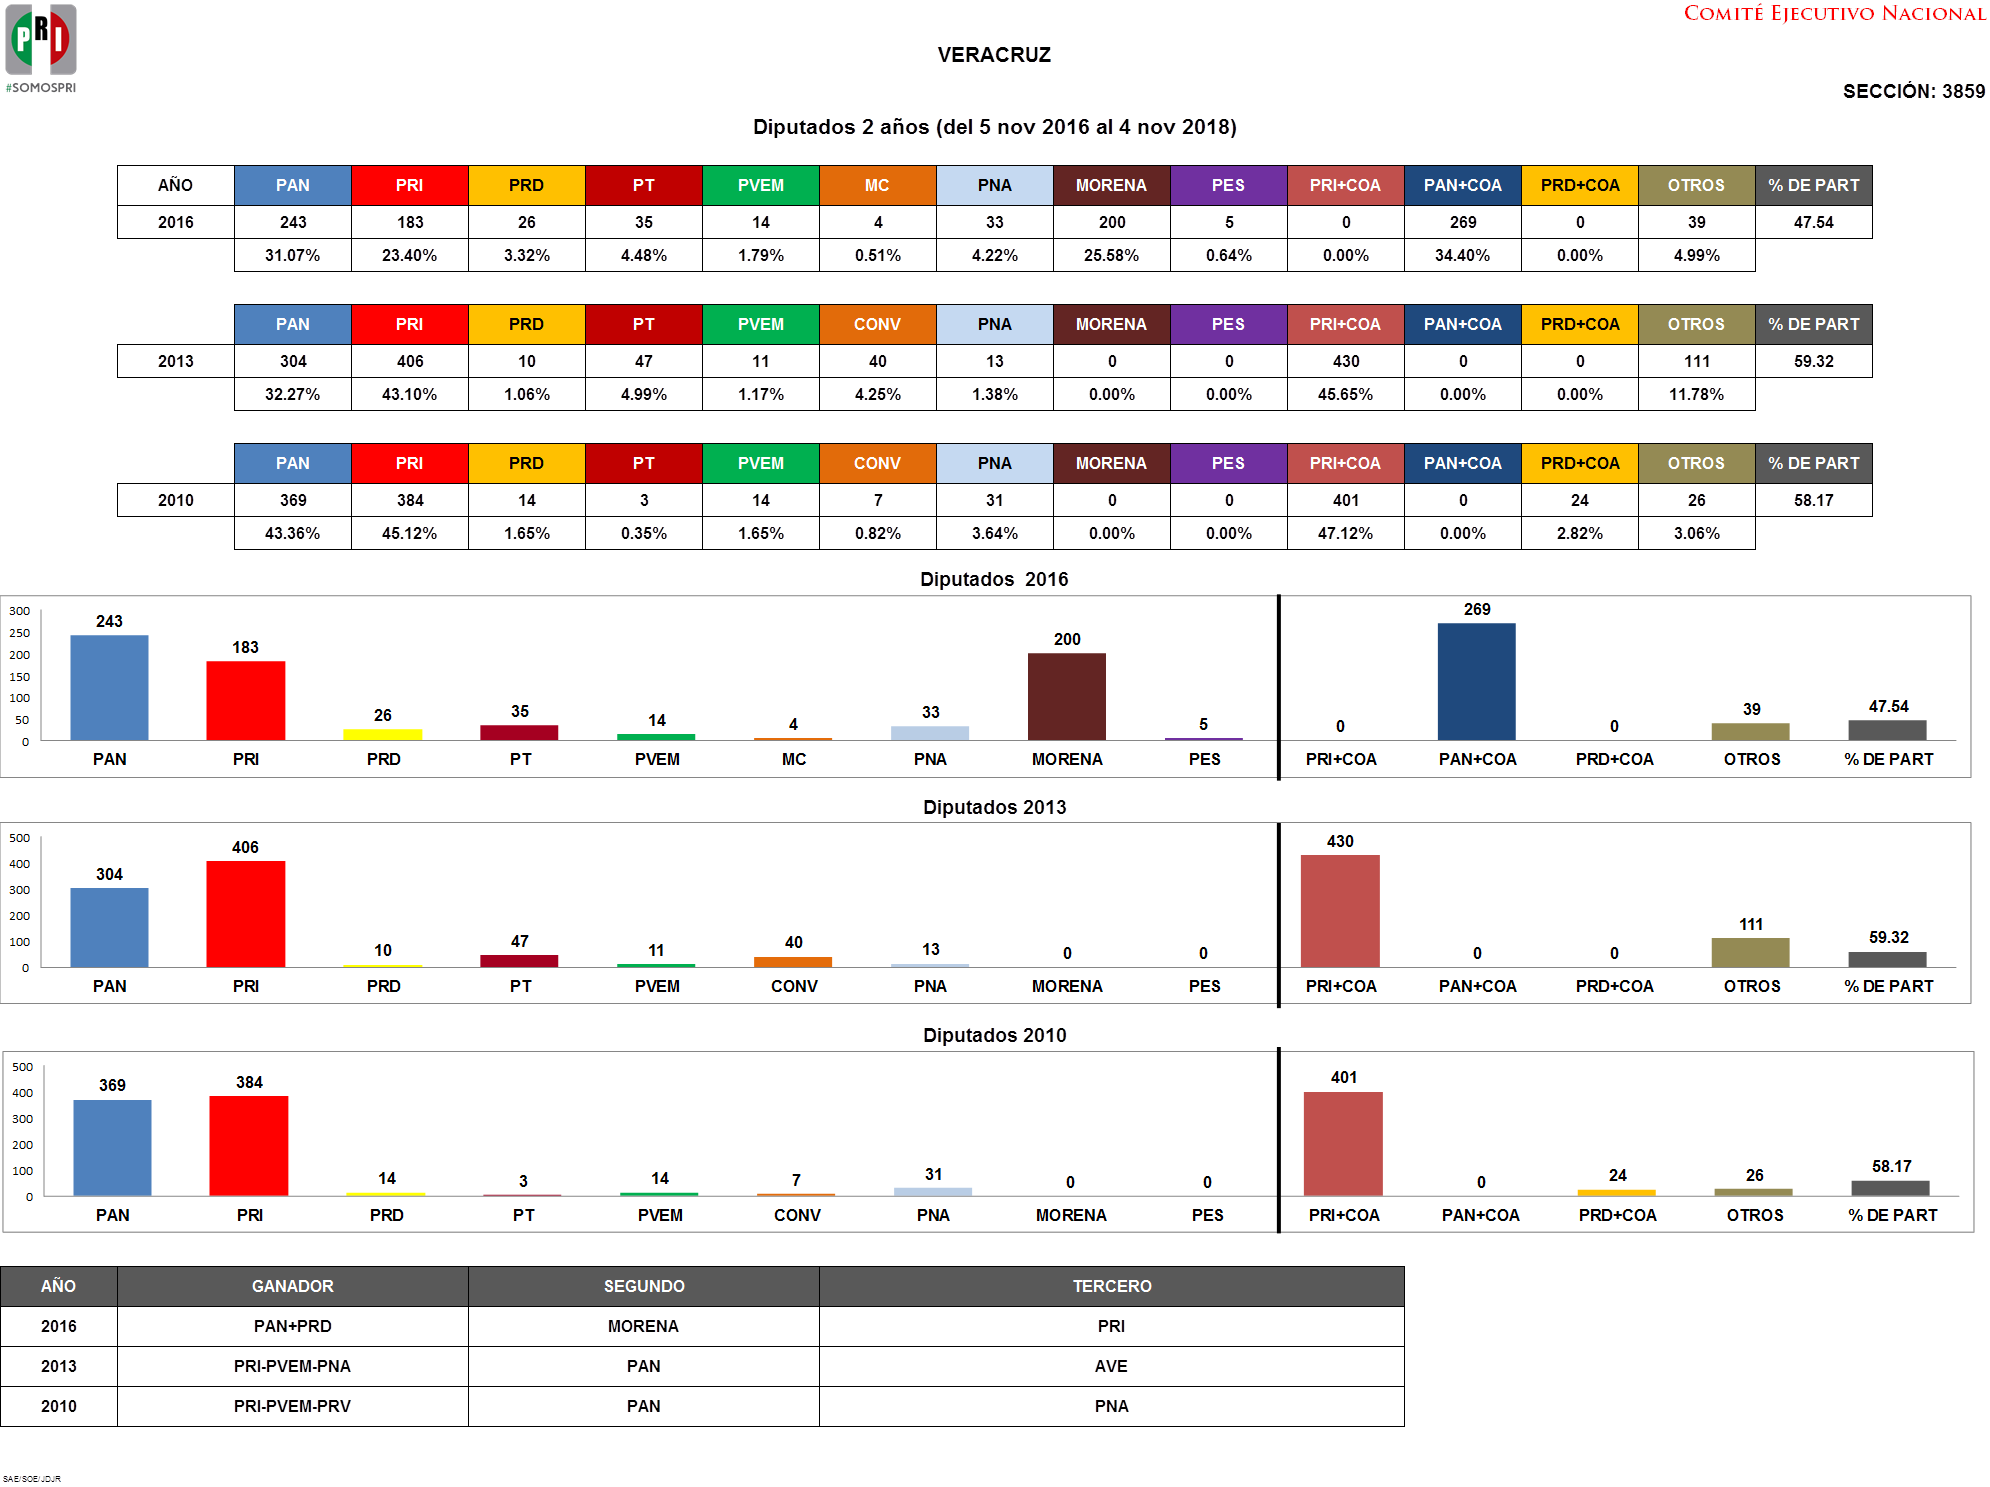 PRI
#SOMOSPRI
COMITÉ EJECUTIVO NACIONAL
VERACRUZ
SECCIÓN: 3859
Diputados 2 años (del 5 nov 2016 al 4 nov 2018)
AÑO PAN PRI PRD PT PVEM MC PNA MORENA PES PRI+COA PAN+COA PRD+COA OTROS % DE PART
2016 243 183 26 35 14 4 33 200 5 0 269 0 39 47.54
31.07% 23.40% 3.32% 4.48% 1.79% 0.51% 4.22% 25.58% 0.64% 0.00% 34.40% 0.00% 4.99%
PAN PRI PRD PT PVEM CONV PNA MORENA PES PRI+COA PAN+COA PRD+COA OTROS % DE PART
2013 304 406 10 47 11 40 13 0 0 430 0 0 111 59.32
32.27% 43.10% 1.06% 4.99% 1.17% 4.25% 1.38% 0.00% 0.00% 45.65% 0.00% 0.00% 11.78%
PAN PRI PRD PT PVEM CONV PNA MORENA PES PRI+COA PAN+COA PRD+COA OTROS % DE PART
2010 369 384 14 3 14 7 31 0 0 401 0 24 26 58.17
43.36% 45.12% 1.65% 0.35% 1.65% 0.82% 3.64% 0.00% 0.00% 47.12% 0.00% 2.82% 3.06%
Diputados 2016
300
250
200
150
100
50
0
243 183 26 35 14 4 33 200 5 0 269 0 39 47.54
PAN PRI PRD PT PVEM MC PNA MORENA PES PRI+COA PAN+COA PRD+COA OTROS % DE PART
Diputados 2013
500
400
300
200
100
0
304 406 10 47 11 40 13 0 0 430 0 0 111 59.32
PAN PRI PRD PT PVEM CONV PNA MORENA PES PRI+COA PAN+COA PRD+COA OTROS % DE PART
Diputados 2010
500
400
300
200
100
0
369 384 14 3 14 7 31 0 0 401 0 24 26 58.17
PAN PRI PRD PT PVEM CONV PNA MORENA PES PRI+COA PAN+COA PRD+COA OTROS % DE PART
AÑO GANADOR SEGUNDO TERCERO
2016 PAN+PRD MORENA PRI
2013 PRI-PVEM-PNA PAN AVE
2010 PRI-PVEM-PRV PAN PNA
SAE/SOE/JDJR